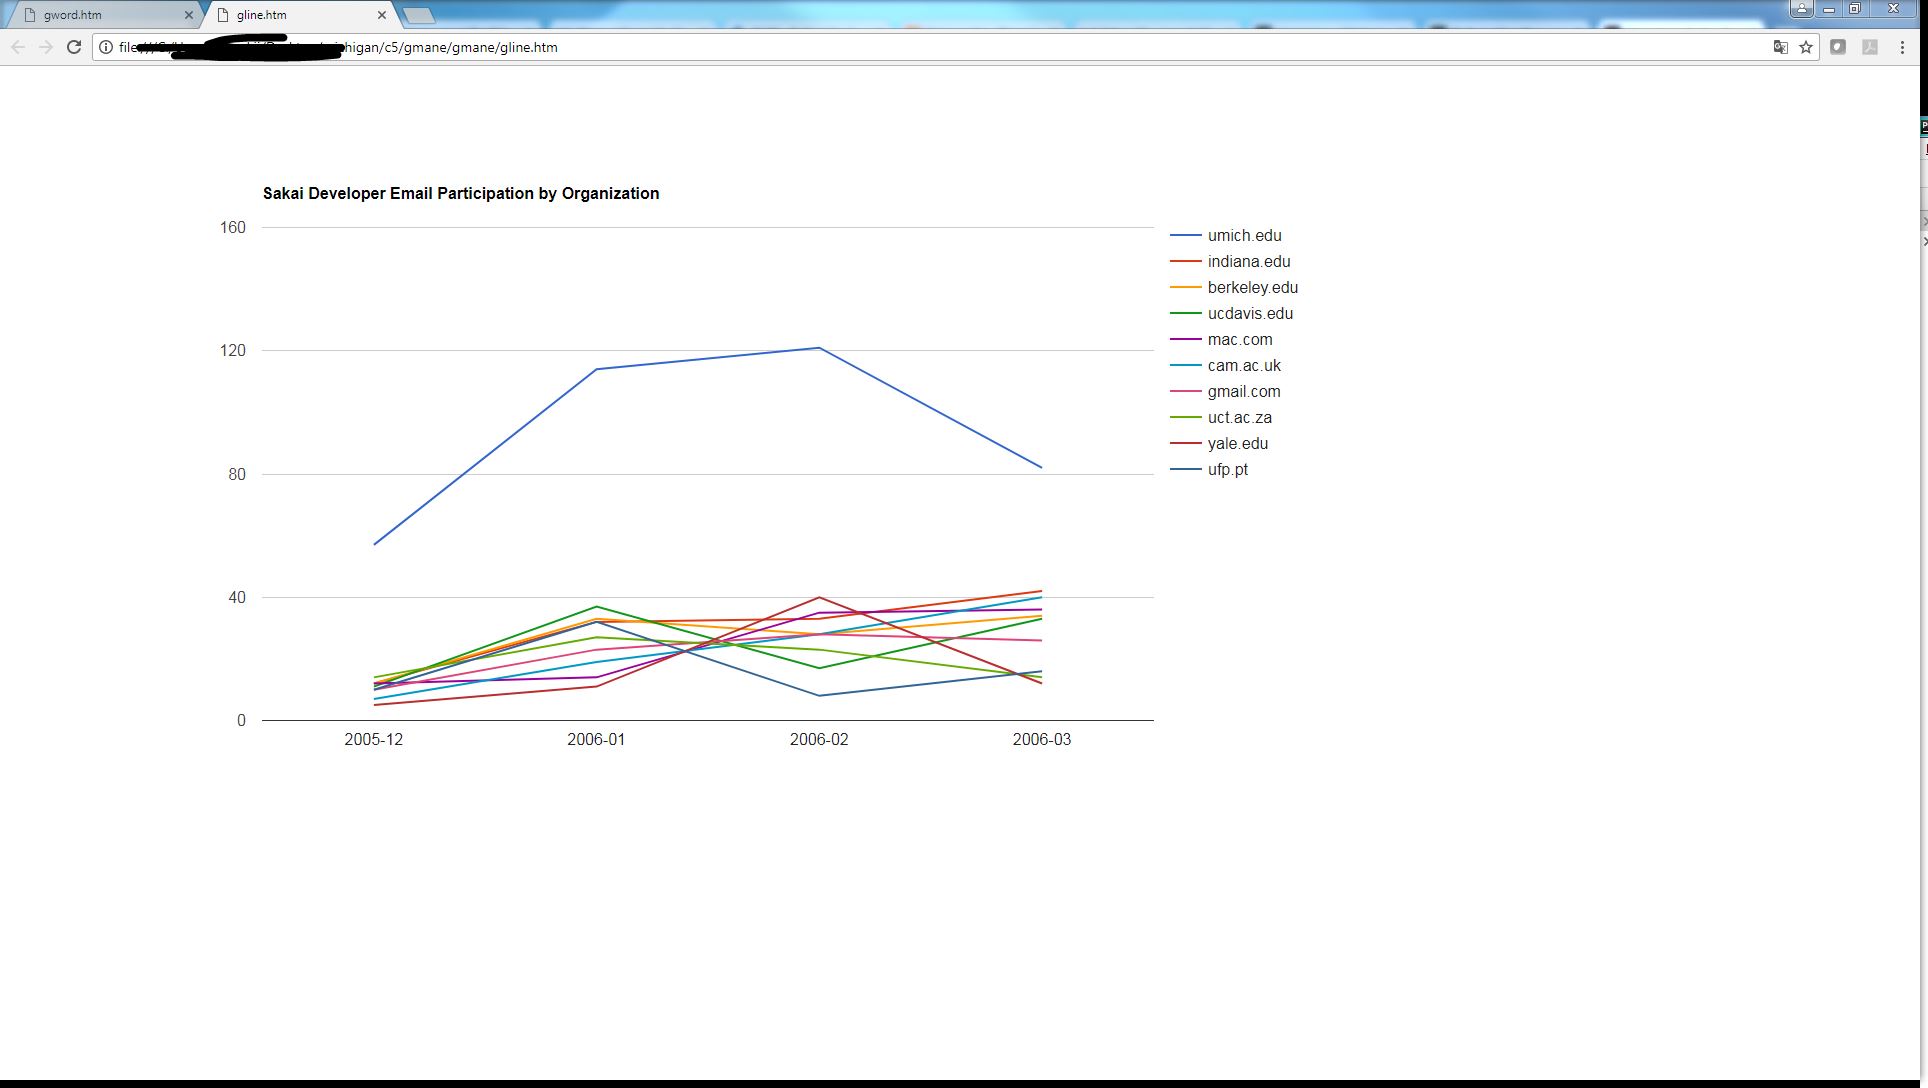 gword.htm
gline.htm
file higan/c5/gmane/gmane/gline.htm
Sakai Developer Email Participation by Organization
160
120
80
40
0
2005-12
2006-01
2006-02
2006-03
umich.edu
indiana.edu
berkeley.edu
ucdavis.edu
mac.com
cam.ac.uk
gmail.com
uct.ac.za
yale.edu
ufp.pt